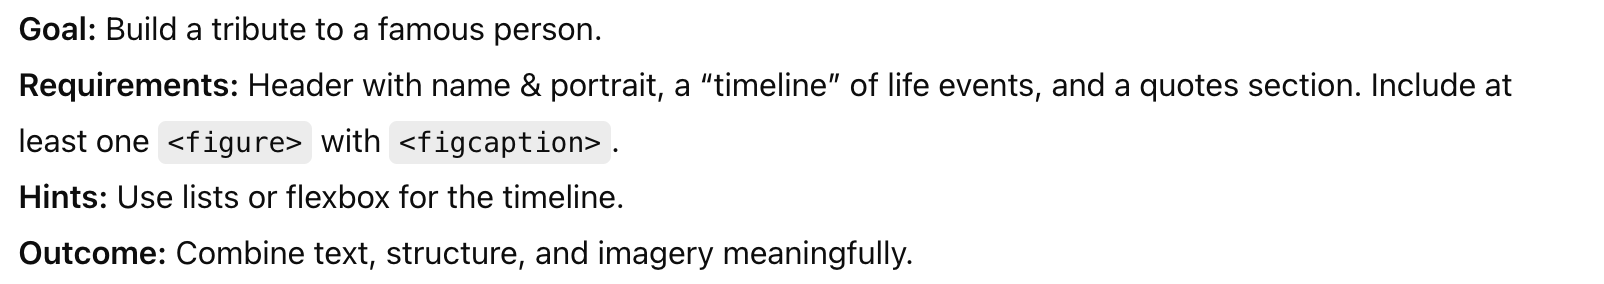 Goal: Build a tribute to a famous person.
Requirements: Header with name & portrait, a “timeline” of life events, and a quotes section. Include at
least one <figure> with <figcaption>.
Hints: Use lists or flexbox for the timeline.
Outcome: Combine text, structure, and imagery meaningfully.